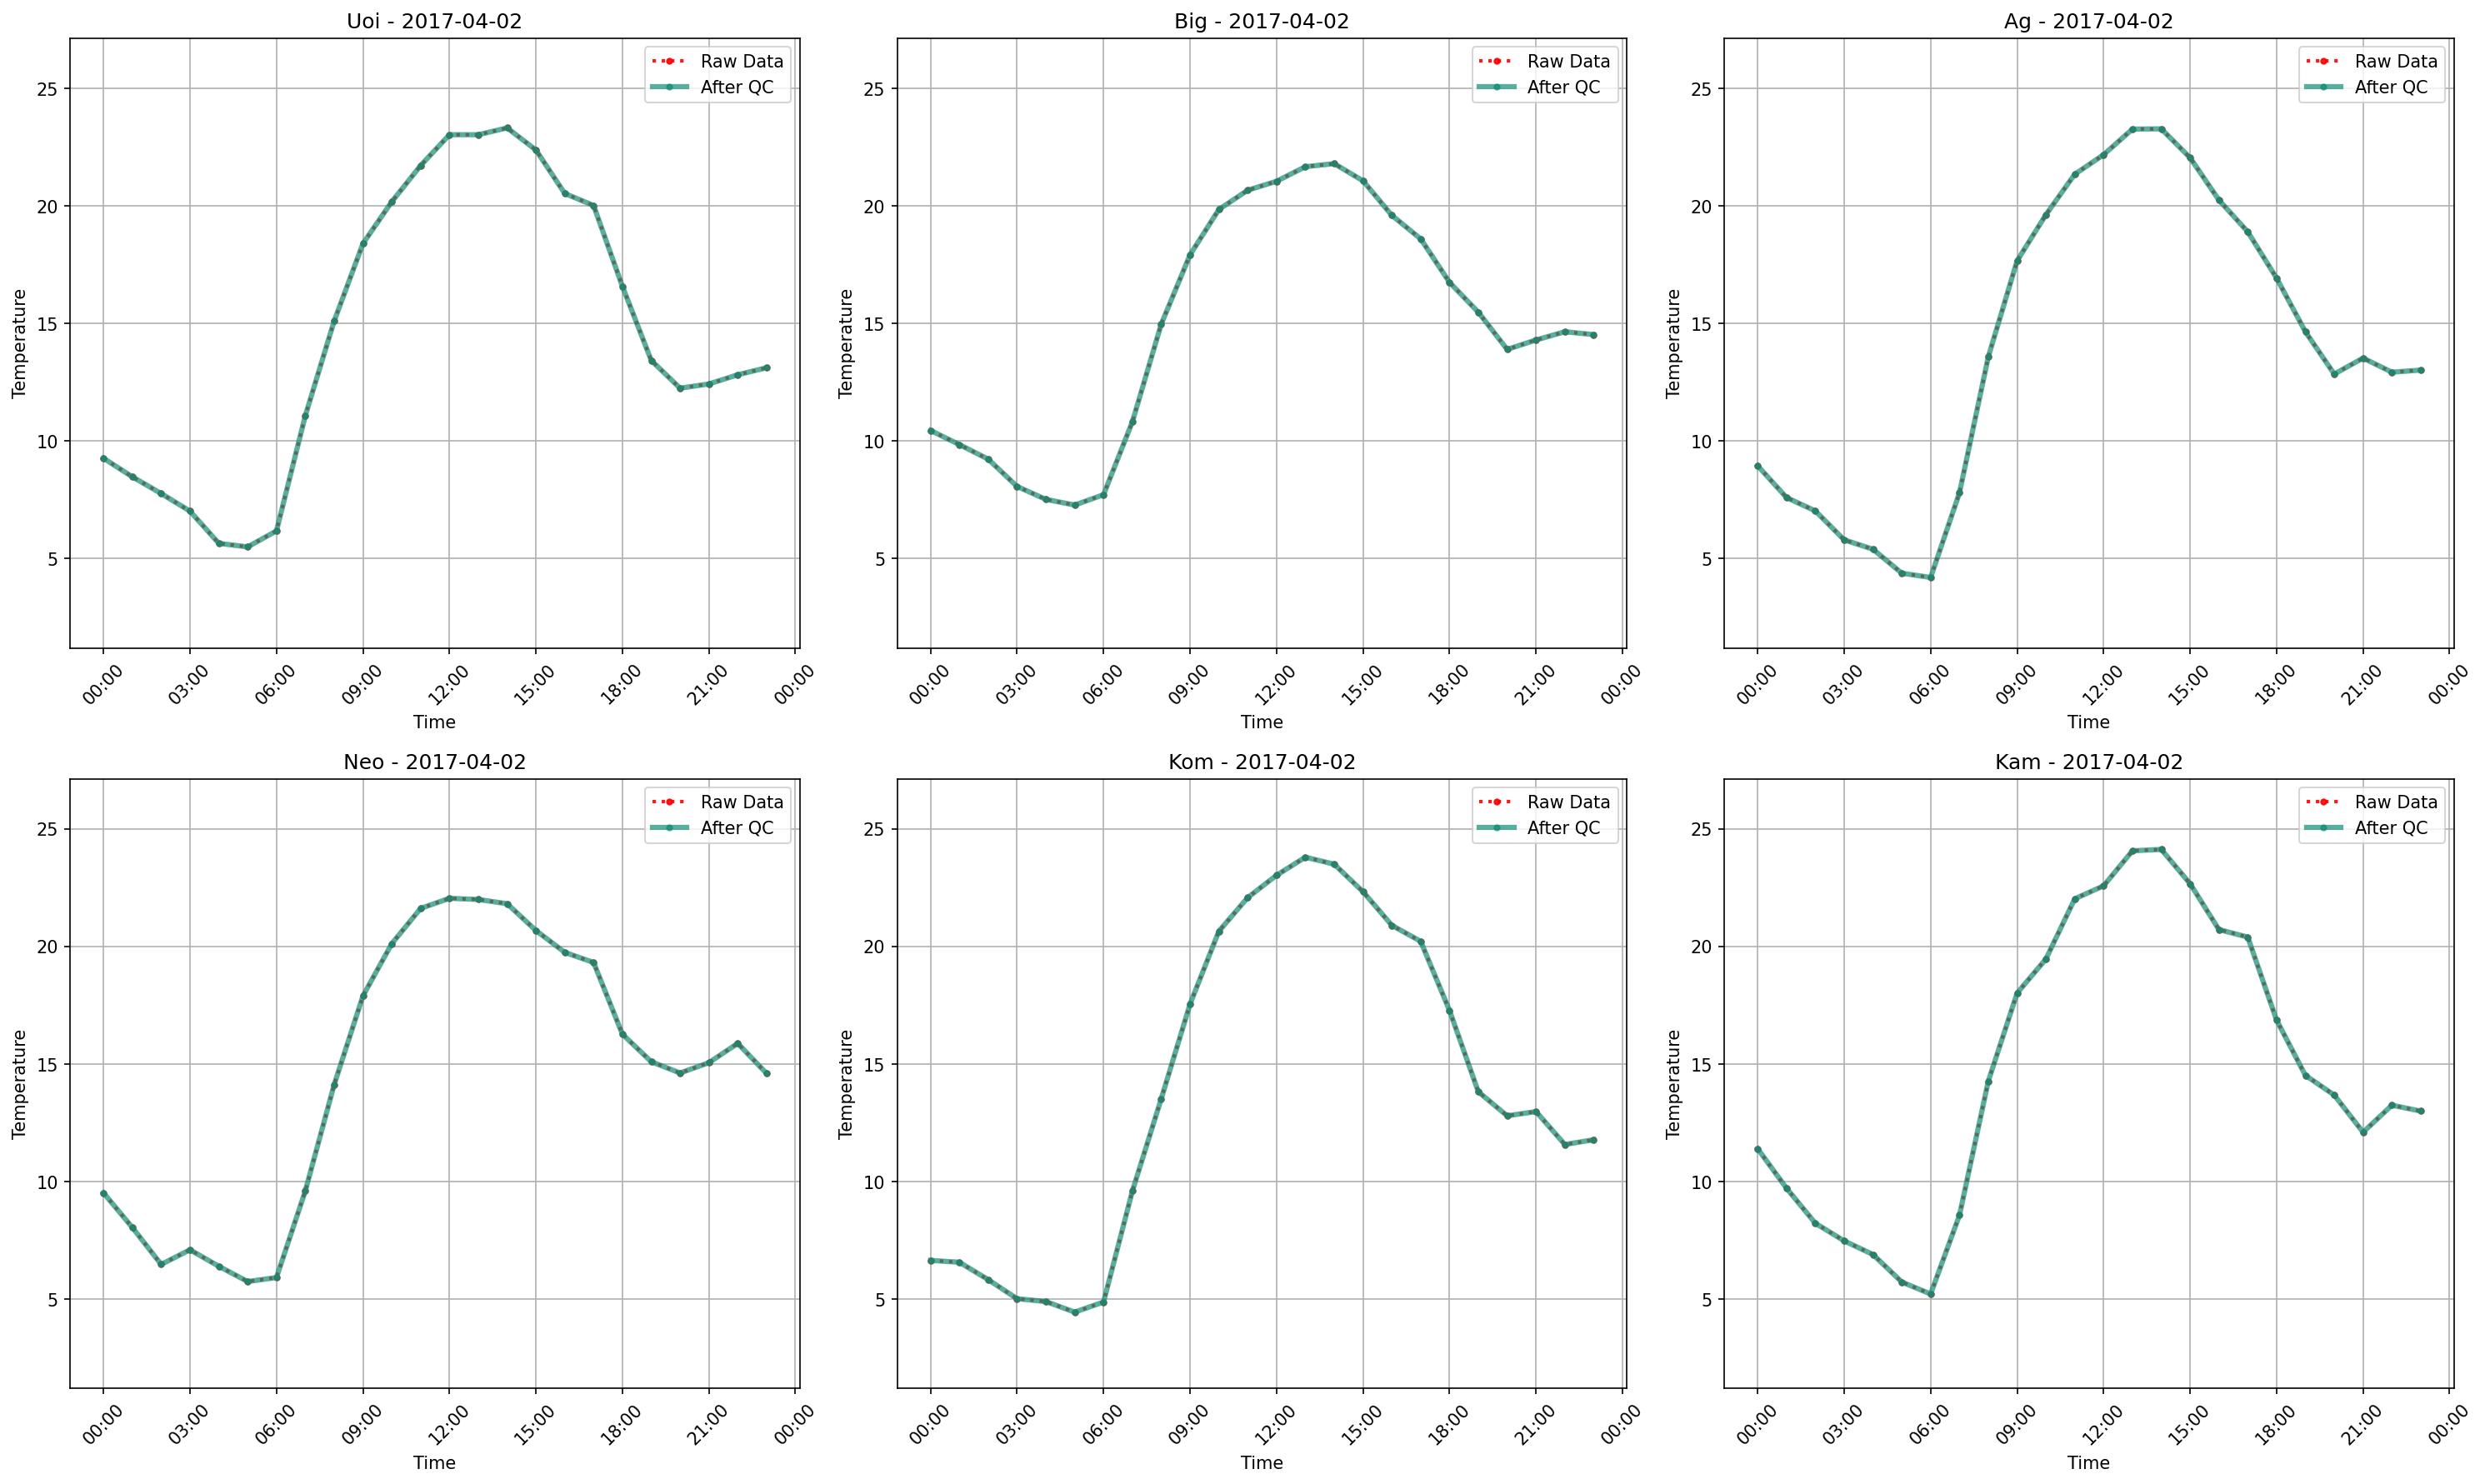 Uoi - 2017-04-02
Raw Data
After QC
25
20
15
10
5
Temperature
00:00
03:00
06:00
09:00
12:00
15:00
18:00
21:00
00:00
Time
Big - 2017-04-02
Raw Data
After QC
25
20
15
10
5
Temperature
00:00
03:00
06:00
09:00
12:00
15:00
18:00
21:00
00:00
Time
Ag - 2017-04-02
Raw Data
After QC
25
20
15
10
5
Temperature
00:00
03:00
06:00
09:00
12:00
15:00
18:00
21:00
00:00
Time
Neo - 2017-04-02
Raw Data
After QC
25
20
15
10
5
Temperature
00:00
03:00
06:00
09:00
12:00
15:00
18:00
21:00
00:00
Time
Kom - 2017-04-02
Raw Data
After QC
25
20
15
10
5
Temperature
00:00
03:00
06:00
09:00
12:00
15:00
18:00
21:00
00:00
Time
Kam - 2017-04-02
Raw Data
After QC
25
20
15
10
5
Temperature
00:00
03:00
06:00
09:00
12:00
15:00
18:00
21:00
00:00
Time